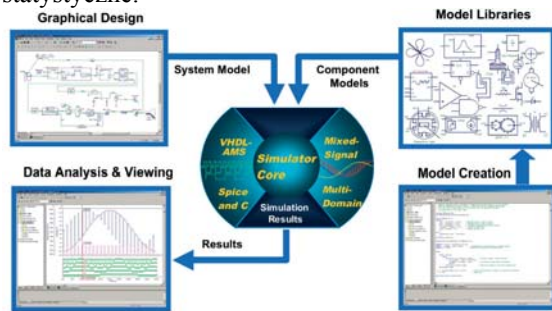 statystyczne.
Graphical Design
Model Libraries
System Model
Component
Models
VHDL-
AMS
Simulator
Core
Mixed-
Signal
Spice
and C
Simulation
Results
Multi-
Domain
Data Analysis & Viewing
Model Creation
Results